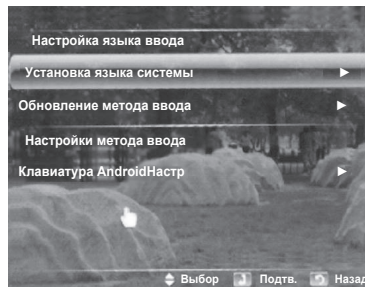 Настройка языка ввода
Установка языка системы
Обновление метода ввода
Настройки метода ввода
Клавиатура AndroidНастр
Выбор Подтв. Назад